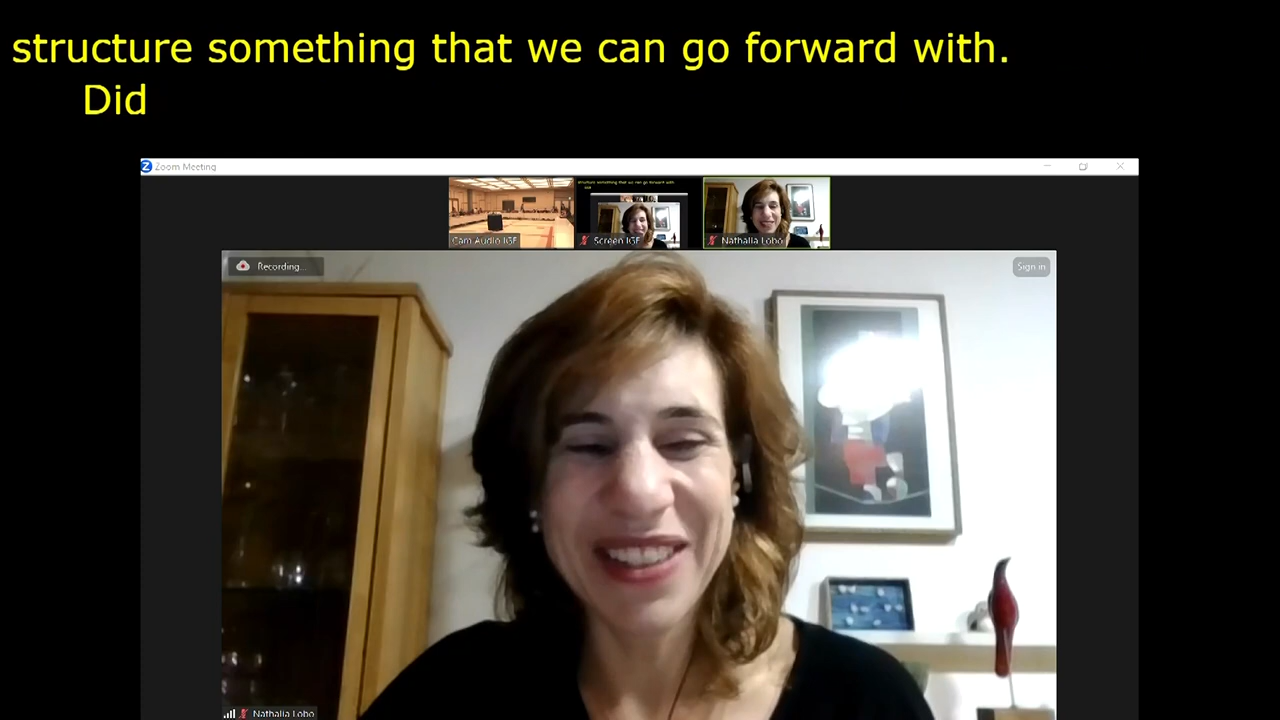 structure something that we can go forward with.
Did
Zoom Meeting
Cam Audio IGF
Screen IGF
Nathalia Lobo
Recording...
Sign in
Nathalia Lobo